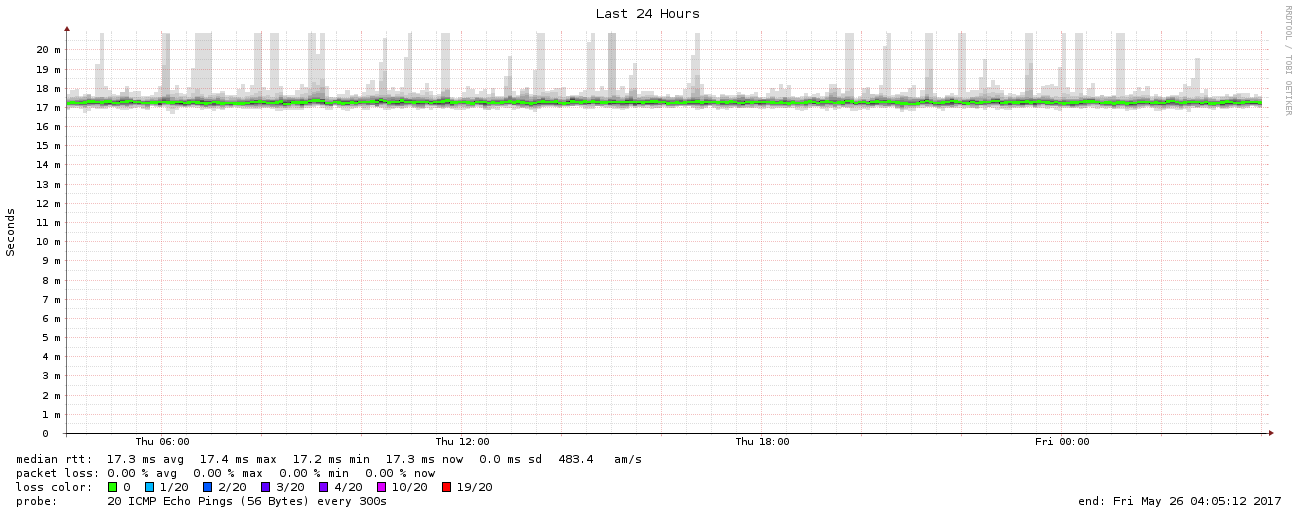 Last 24 Hours
RRDTOOL / TOBI OETIKER
20 m
19 m
18 m
17 m
16 m
15 m
14 m
13 m
12 m
11 m
10 m
9 m
8 m
7 m
6 m
5 m
4 m
3 m
2 m
1 m
0
Seconds
Thu 06:00 Thu 12:00 Thu 18:00 Fri 00:00
median rtt: 17.3 ms avg 17.4 ms max 17.2 ms min 17.3 ms now 0.0 ms sd 483.4 am/s
packet loss: 0.00 % avg 0.00 % max 0.00 % min 0.00 % now
loss color: 0 1/20 2/20 3/20 4/20 10/20 19/20
probe: 20 ICMP Echo Pings (56 Bytes) every 300s end: Fri May 26 04:05:12 2017